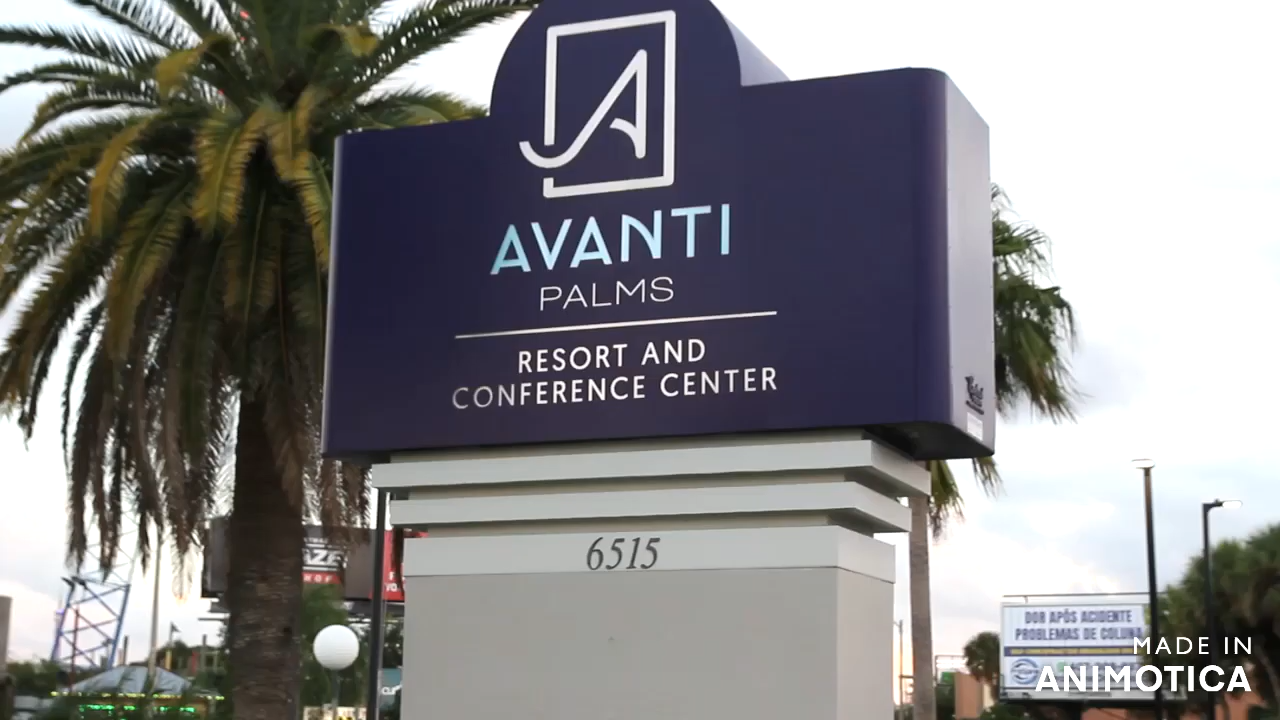 AVANTI
PALMS
RESORT AND
CONFERENCE CENTER
6515
DOR APÓS ACIDENTE
PROBLEMAS DE COLUNA
MADE IN
ANIMOTICA